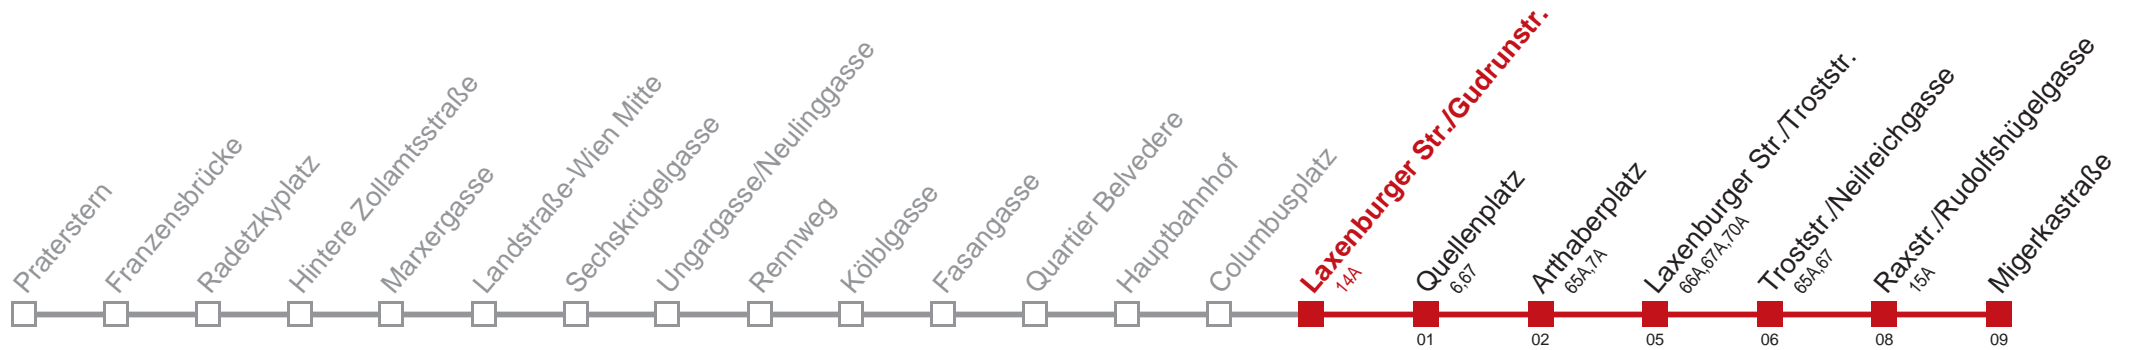 Praterstern
Franzensbrücke
Radetzkyplatz
Hintere Zollamtsstraße
Marxergasse
Landstraße-Wien Mitte
Sechskrügelgasse
Ungargasse/Neulinggasse
Rennweg
Kölblgasse
Fasangasse
Quartier Belvedere
Hauptbahnhof
Columbusplatz
Laxenburger Str./Gudrunstr.
14A
Quellenplatz
6,67
Arthaberplatz
65A,7A
Laxenburger Str./Troststr.
66A,67A,70A
Troststr./Neilreichgasse
65A,67
Raxstr./Rudolfshügelgasse
15A
Migerkastraße
01
02
05
06
08
09